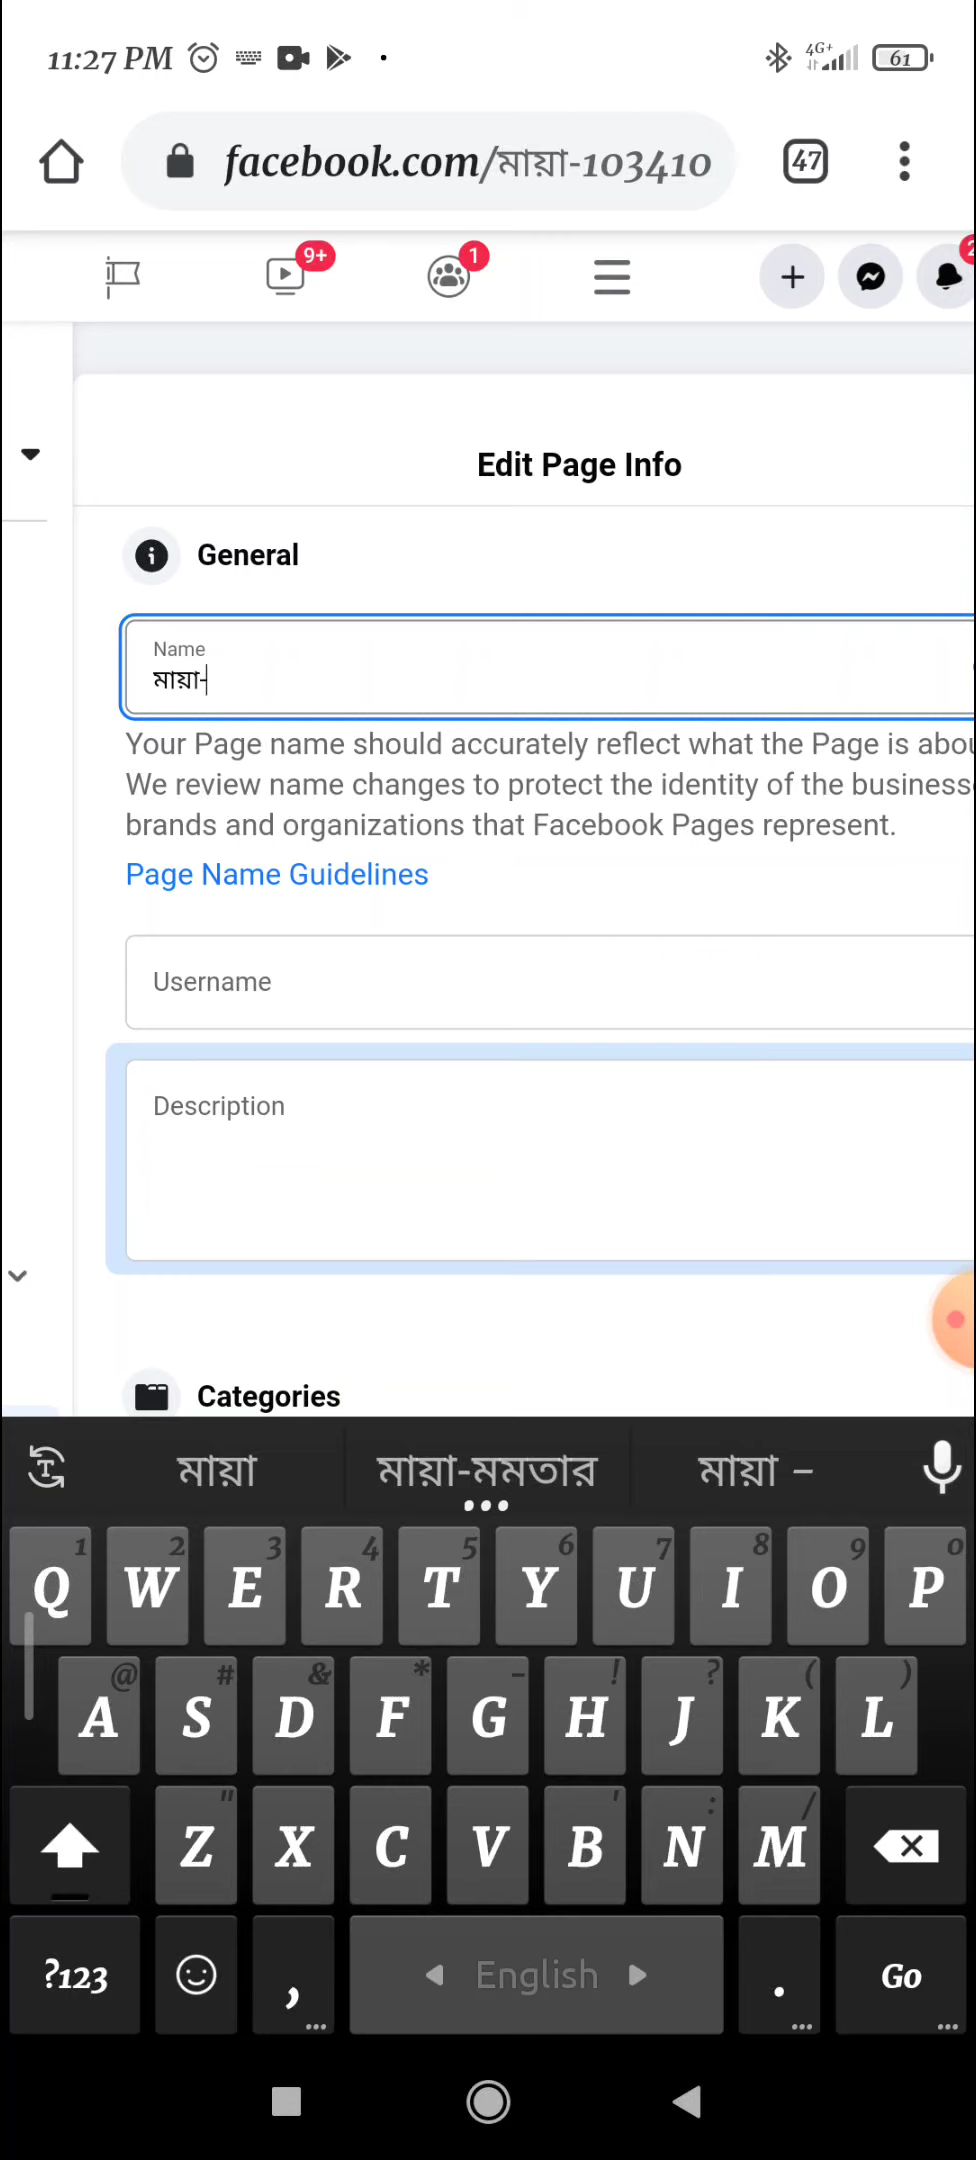 11:27 PM
4G+
61
facebook.com/মায়া-103410
47
9+
1
2
Edit Page Info
General
Name
মায়া-
Your Page name should accurately reflect what the Page is abou
We review name changes to protect the identity of the business
brands and organizations that Facebook Pages represent.
Page Name Guidelines
Username
Description
Categories
T
মায়া
মায়া-মমতার
মায়া –
1 2 3 4 5 6 7 8 9 0
Q W E R T Y U I O P
@ # & * - ! ? ( )
A S D F G H J K L
" ' : /
Z X C V B N M
?123 , English . Go